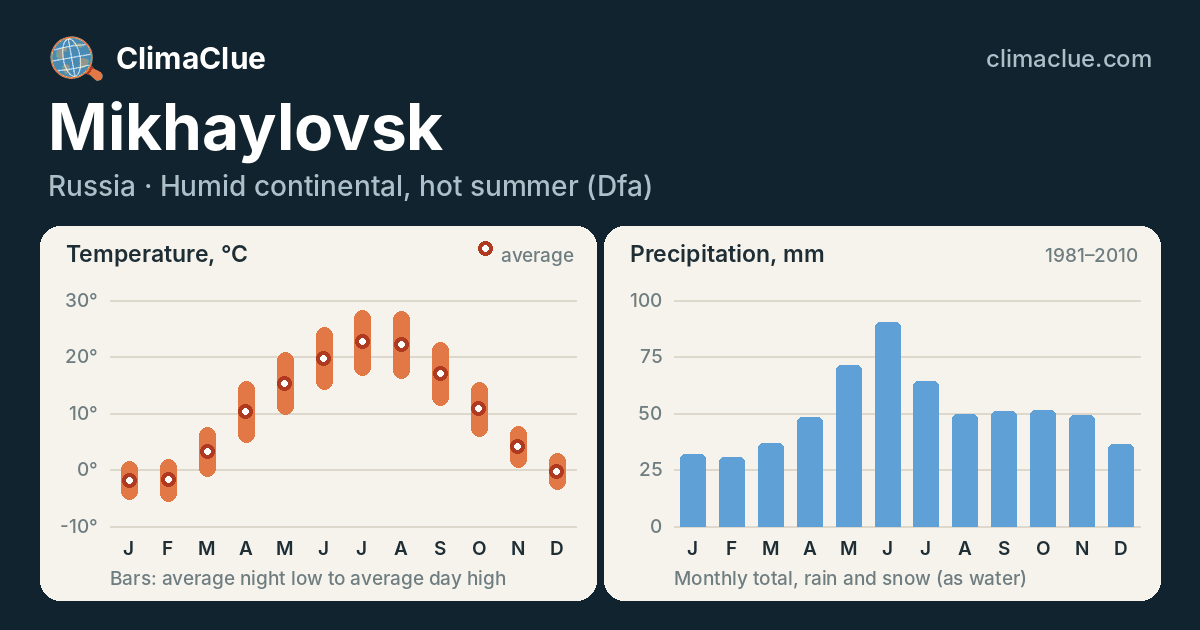 ClimaClue
climaclue.com
Mikhaylovsk
Russia · Humid continental, hot summer (Dfa)
Temperature, °C
average
30°
20°
10°
0°
-10°
J F M A M J J A S O N D
Bars: average night low to average day high
Precipitation, mm
1981–2010
100
75
50
25
0
J F M A M J J A S O N D
Monthly total, rain and snow (as water)